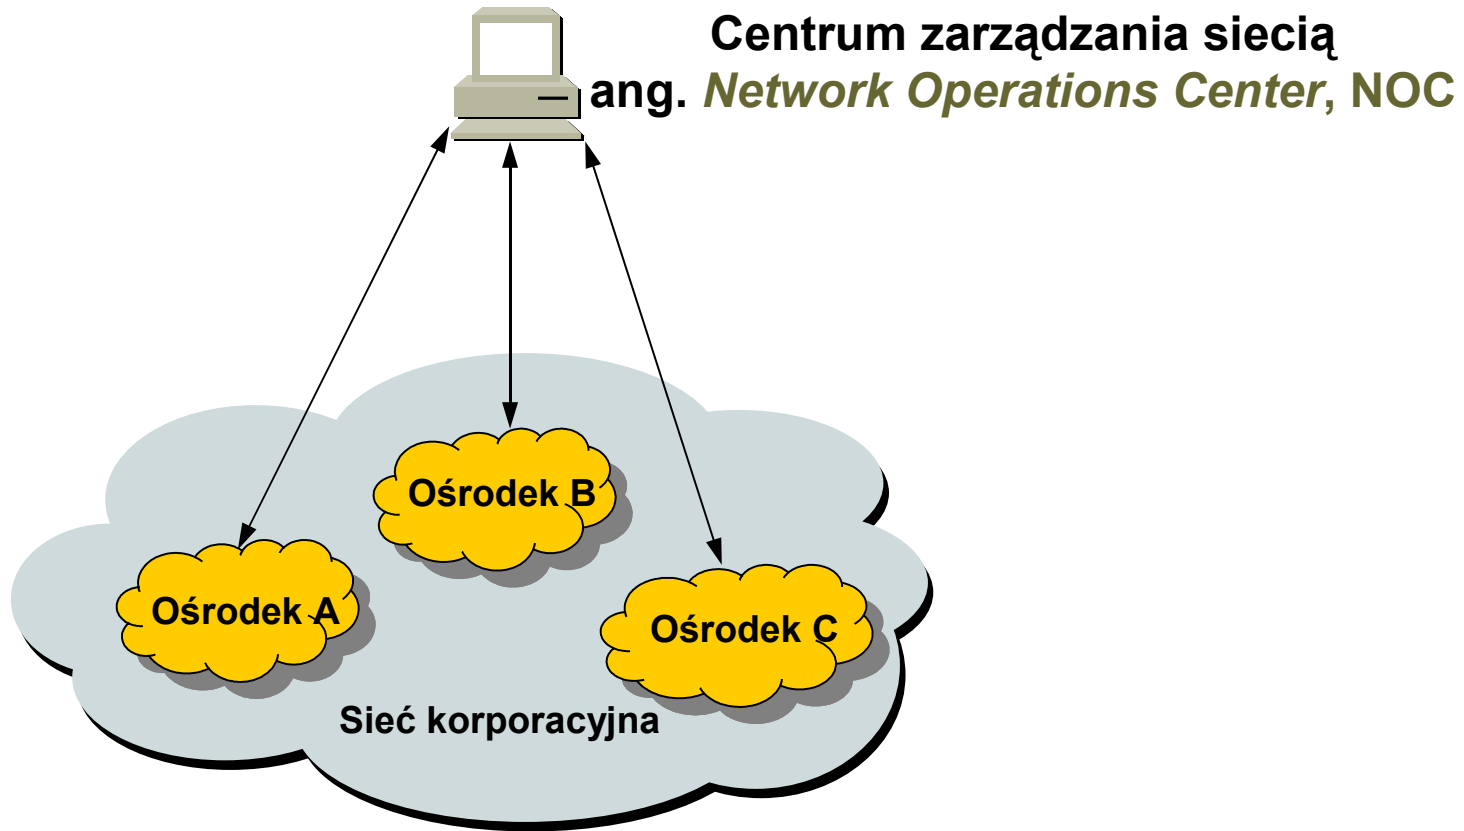 Centrum zarządzania siecią
ang. Network Operations Center, NOC
Ośrodek B
Ośrodek A
Ośrodek C
Sieć korporacyjna